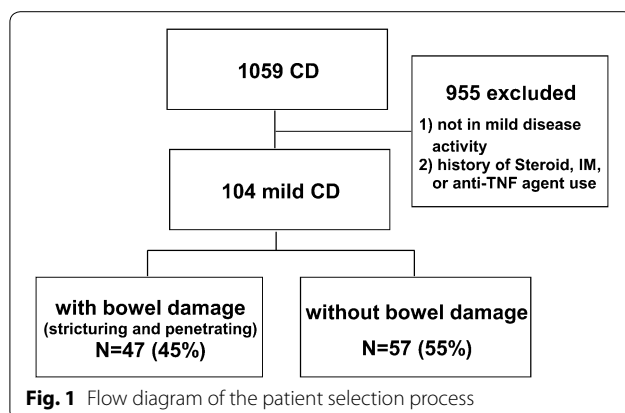 1059 CD
955 excluded
1) not in mild disease
activity
2) history of Steroid, IM,
or anti-TNF agent use
104 mild CD
with bowel damage
(stricturing and penetrating)
N=47 (45%)
without bowel damage
N=57 (55%)
Fig. 1 Flow diagram of the patient selection process